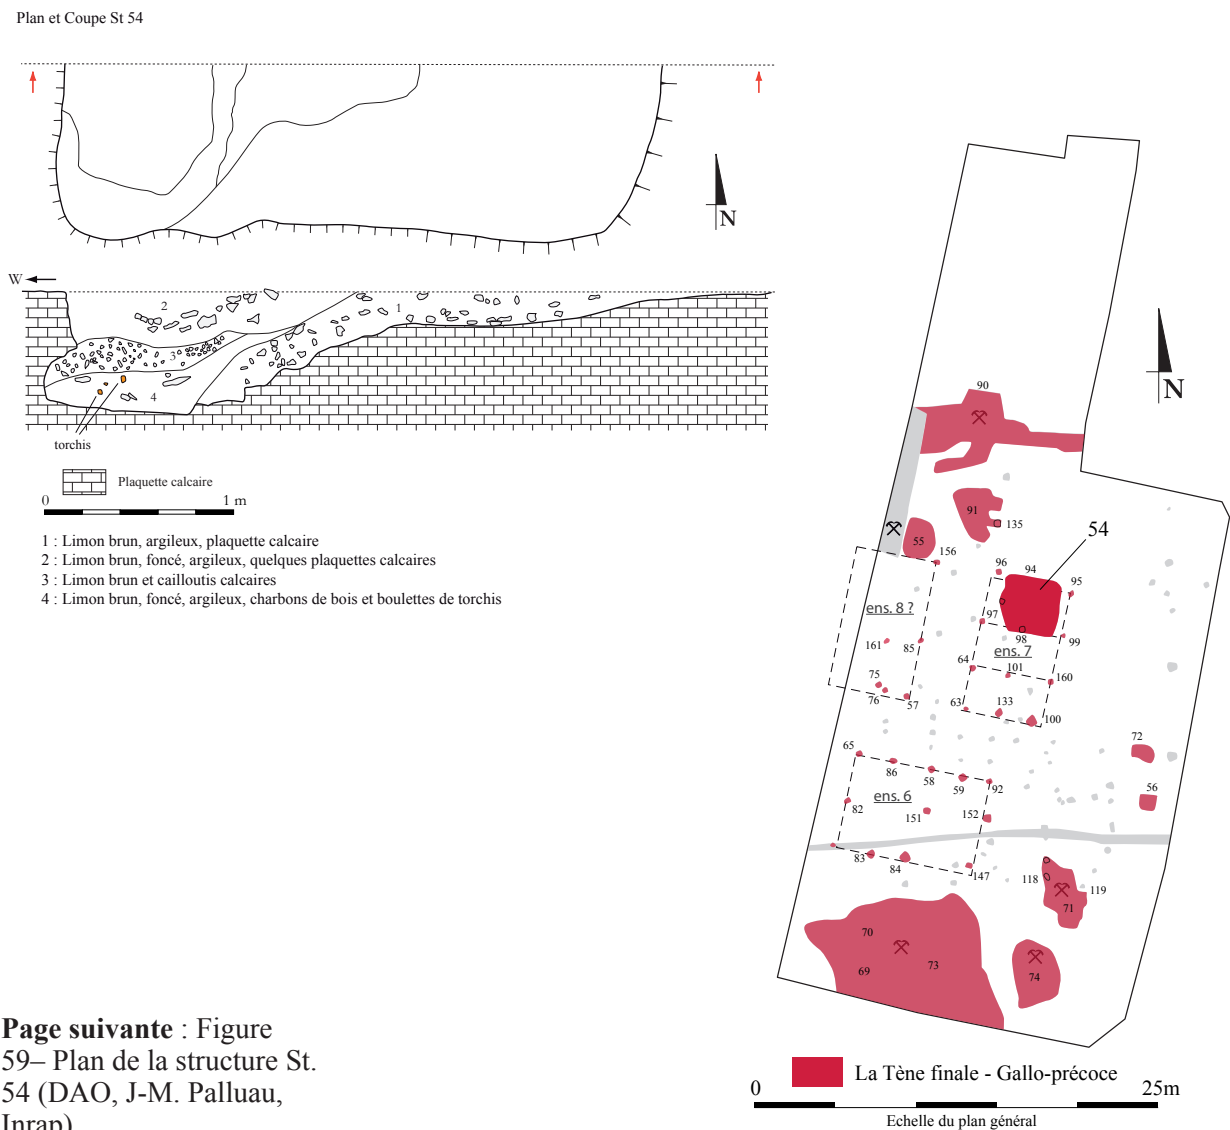 Plan et Coupe St 54
N
W
2
1
3
4
torchis
Plaquette calcaire
0 1 m
1 : Limon brun, argileux, plaquette calcaire
2 : Limon brun, foncé, argileux, quelques plaquettes calcaires
3 : Limon brun et cailloutis calcaires
4 : Limon brun, foncé, argileux, charbons de bois et boulettes de torchis
N
90
91
135
54
55
156
96
94
95
ens. 8 ?
97
98
99
161
85
ens. 7
64
101
160
75
76
57
63
133
100
65
72
86
58
59
92
56
82
ens. 6
151
152
83
84
147
118
119
71
70
69
73
74
La Tène finale - Gallo-précoce
0 25m
Echelle du plan général
Page suivante : Figure
59– Plan de la structure St.
54 (DAO, J-M. Palluau,
Inrap)